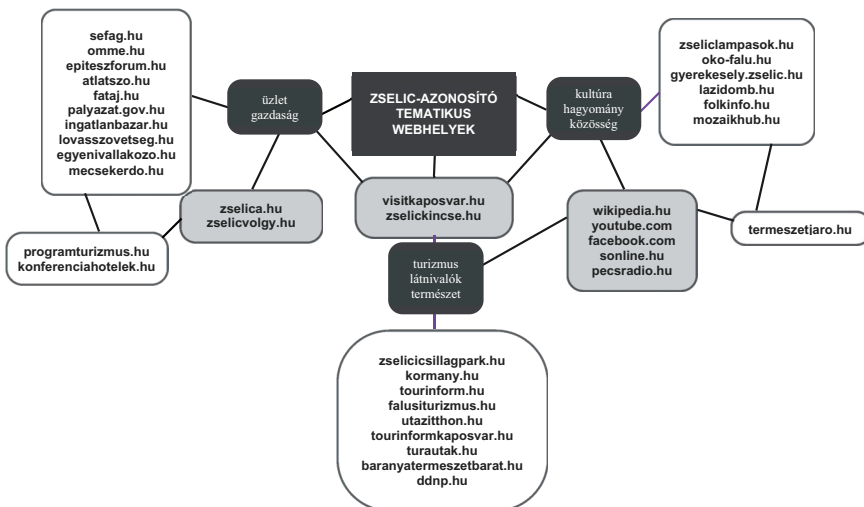 sefag.hu
omme.hu
epiteszforum.hu
atlatszo.hu
fataj.hu
palyazat.gov.hu
ingatlanbazar.hu
lovasszovetseg.hu
egyenivallakozo.hu
mecsekerdo.hu
üzlet
gazdaság
ZSELIC-AZONOSÍTÓ
TEMATIKUS
WEBHELYEK
kultúra
hagyomány
közösség
zseliclampasok.hu
oko-falu.hu
gyerekesely.zselic.hu
lazidomb.hu
folkinfo.hu
mozaikhub.hu
zselica.hu
zselicvolgy.hu
visitkaposvar.hu
zselickincse.hu
wikipedia.hu
youtube.com
facebook.com
sonline.hu
pecsradio.hu
termeszetjaro.hu
programturizmus.hu
konferenciahotelek.hu
turizmus
látnivalók
természet
zselicicsillagpark.hu
kormany.hu
tourinform.hu
falusiturizmus.hu
utazitthon.hu
tourinformkaposvar.hu
turautak.hu
baranyatermeszetbarat.hu
ddnp.hu